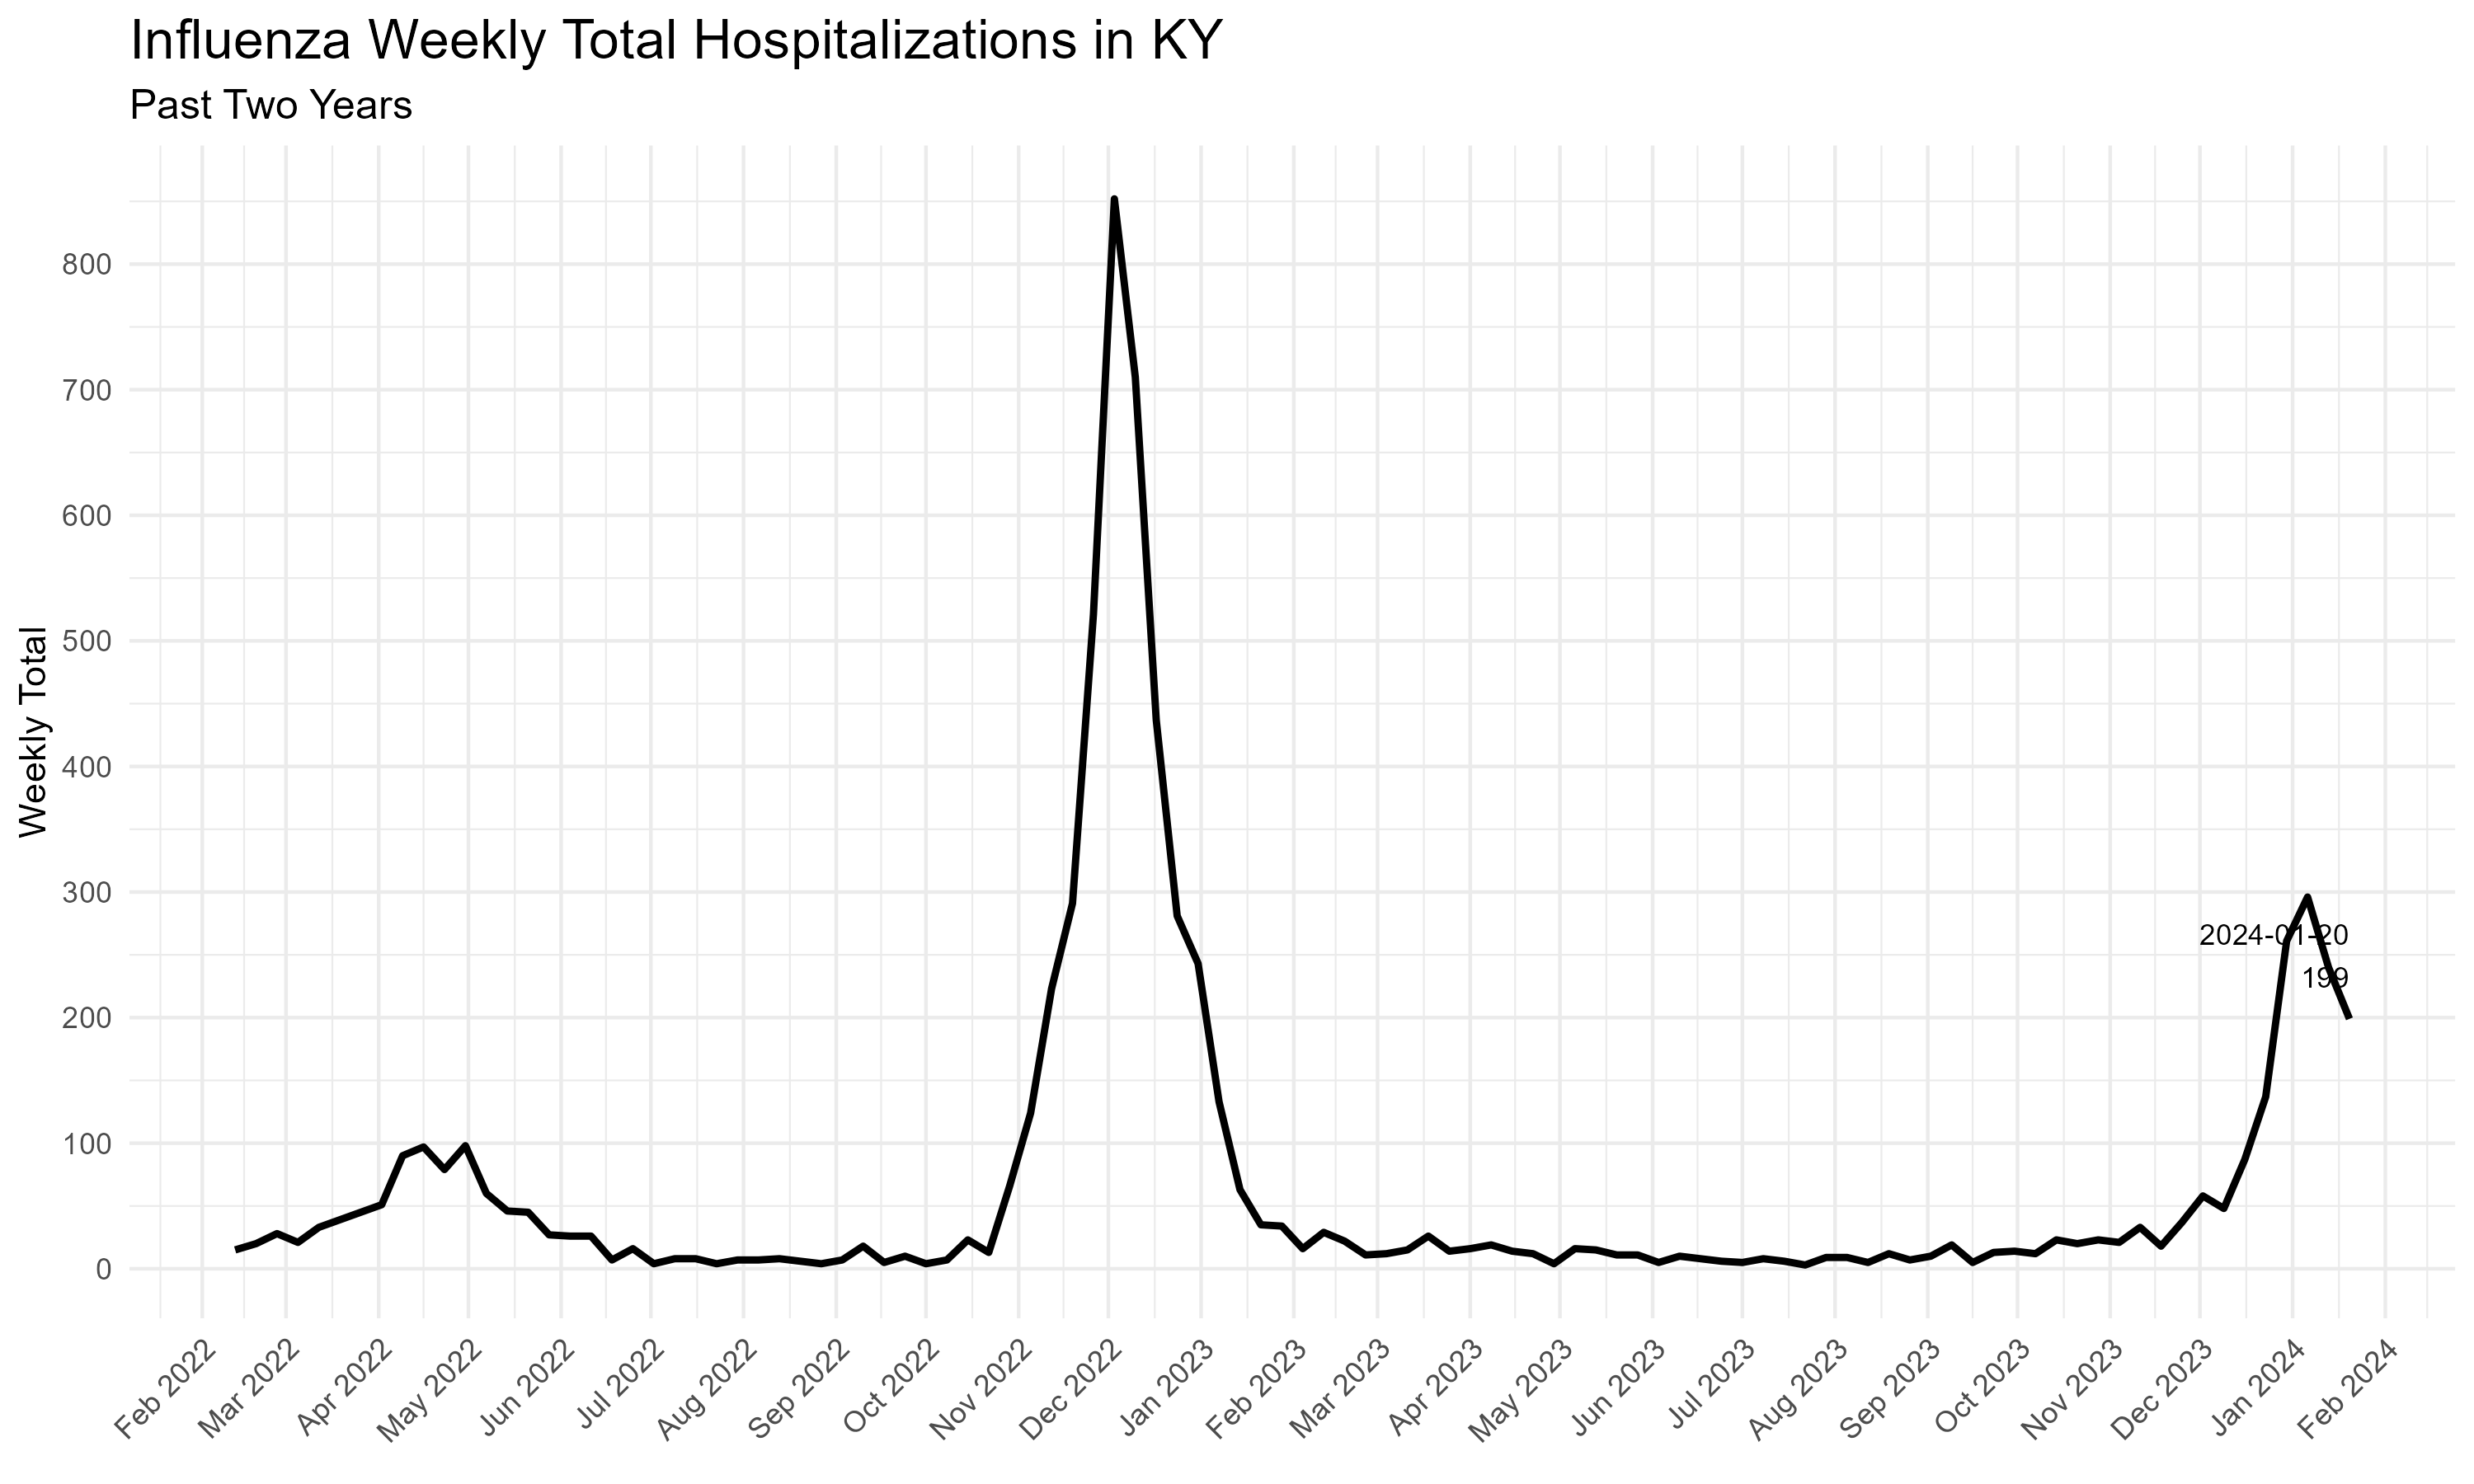 Influenza Weekly Total Hospitalizations in KY
Past Two Years
Weekly Total
800
700
600
500
400
300
200
100
0
2024-01-20
199
Feb 2022
Mar 2022
Apr 2022
May 2022
Jun 2022
Jul 2022
Aug 2022
Sep 2022
Oct 2022
Nov 2022
Dec 2022
Jan 2023
Feb 2023
Mar 2023
Apr 2023
May 2023
Jun 2023
Jul 2023
Aug 2023
Sep 2023
Oct 2023
Nov 2023
Dec 2023
Jan 2024
Feb 2024